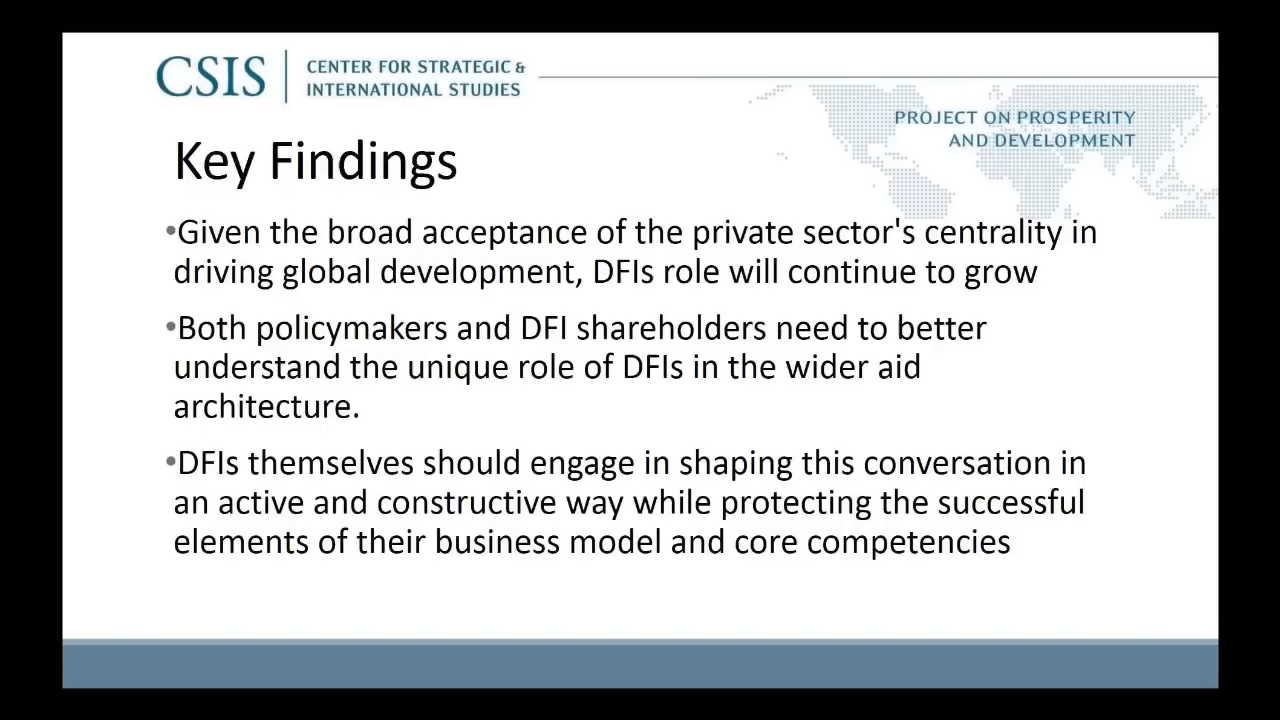 CSIS
CENTER FOR STRATEGIC &
INTERNATIONAL STUDIES
PROJECT ON PROSPERITY
AND DEVELOPMENT
Key Findings
•Given the broad acceptance of the private sector's centrality in
driving global development, DFIs role will continue to grow
•Both policymakers and DFI shareholders need to better
understand the unique role of DFIs in the wider aid
architecture.
•DFIs themselves should engage in shaping this conversation in
an active and constructive way while protecting the successful
elements of their business model and core competencies